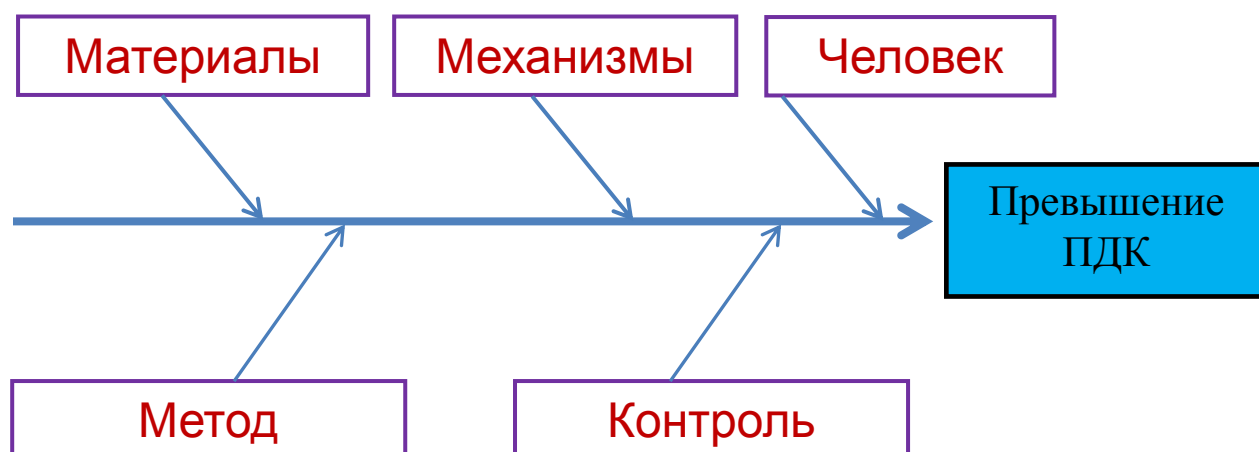 Материалы
Механизмы
Человек
Превышение
ПДК
Метод
Контроль